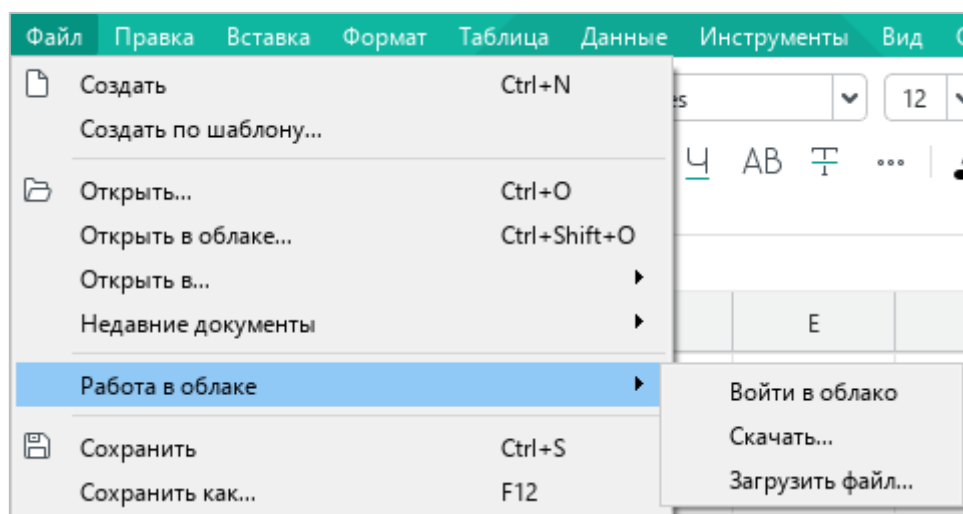 Файл Правка Вставка Формат Таблица Данные Инструменты Вид
Создать Ctrl+N
Создать по шаблону...
Открыть... Ctrl+O
Открыть в облаке... Ctrl+Shift+O
Открыть в...
Недавние документы
Работа в облаке
Сохранить Ctrl+S
Сохранить как... F12
Войти в облако
Скачать...
Загрузить файл...
12
Ч АВ Т
E